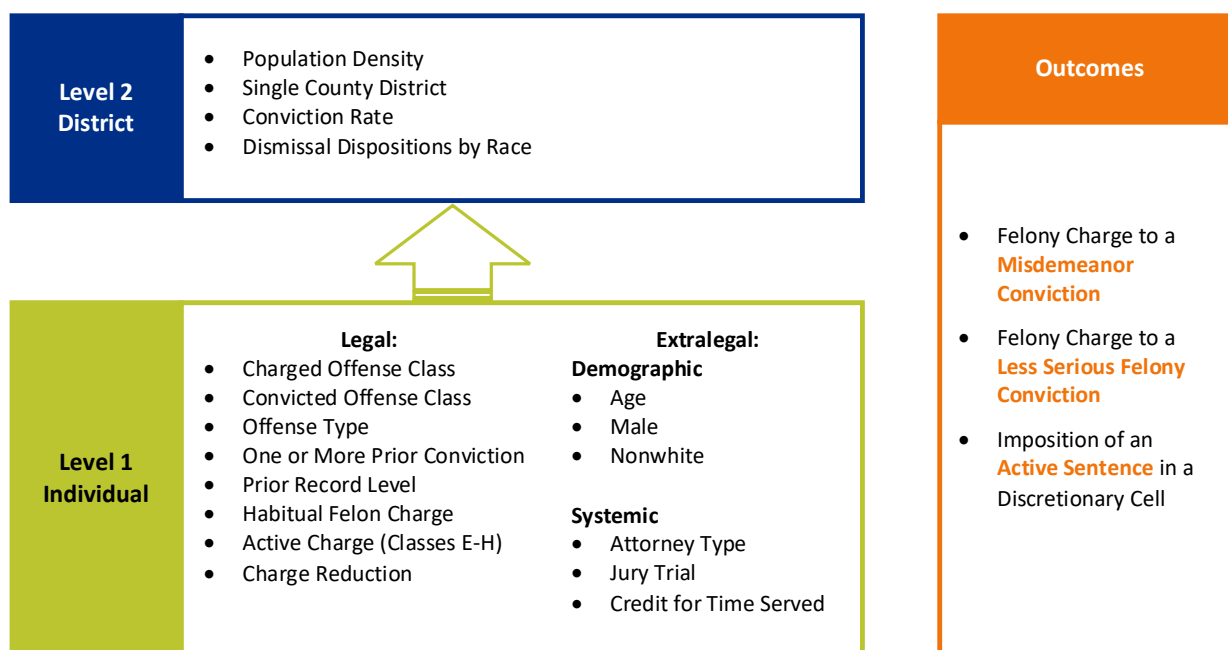 Level 2
District
• Population Density
• Single County District
• Conviction Rate
• Dismissal Dispositions by Race
Level 1
Individual
Legal:
• Charged Offense Class
• Convicted Offense Class
• Offense Type
• One or More Prior Conviction
• Prior Record Level
• Habitual Felon Charge
• Active Charge (Classes E-H)
• Charge Reduction
Extralegal:
Demographic
• Age
• Male
• Nonwhite
Systemic
• Attorney Type
• Jury Trial
• Credit for Time Served
Outcomes
• Felony Charge to a
Misdemeanor
Conviction
• Felony Charge to a
Less Serious Felony
Conviction
• Imposition of an
Active Sentence in a
Discretionary Cell